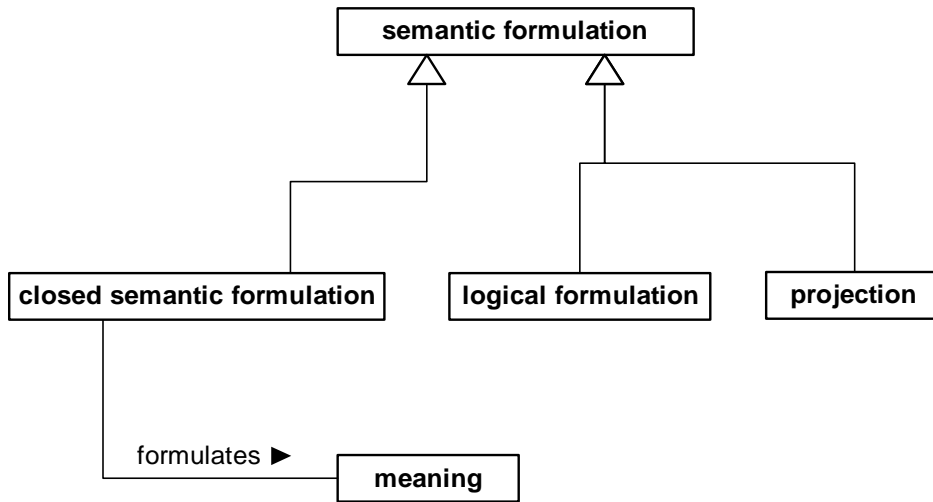 semantic formulation
closed semantic formulation
logical formulation
projection
formulates ►
meaning